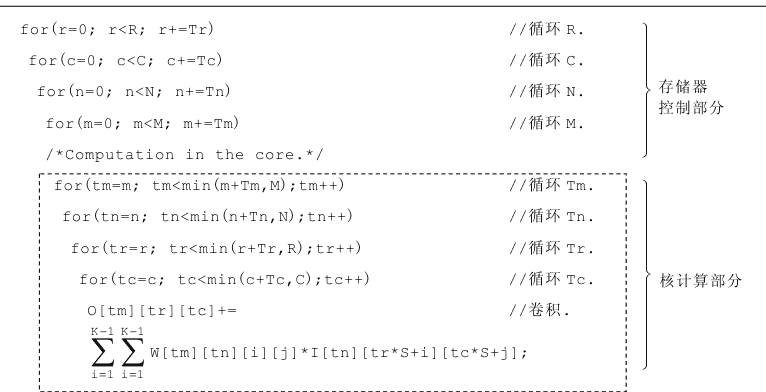 for(r=0; r<R; r+=Tr) //循环 R.
for(c=0; c<C; c+=Tc) //循环 C.
for(n=0; n<N; n+=Tn) //循环 N.
for(m=0; m<M; m+=Tm) //循环 M.
/*Computation in the core.*/
存储器
控制部分
for(tm=m; tm<min(m+Tm,M);tm++) //循环 Tm.
for(tn=n; tn<min(n+Tn,N);tn++) //循环 Tn.
for(tr=r; tr<min(r+Tr,R);tr++) //循环 Tr.
for(tc=c; tc<min(c+Tc,C);tc++) //循环 Tc.
O[tm][tr][tc]+= //卷积.
K-1 K-1
∑ ∑ W[tm][tn][i][j]*I[tn][tr*S+i][tc*S+j];
i=1 i=1
核计算部分